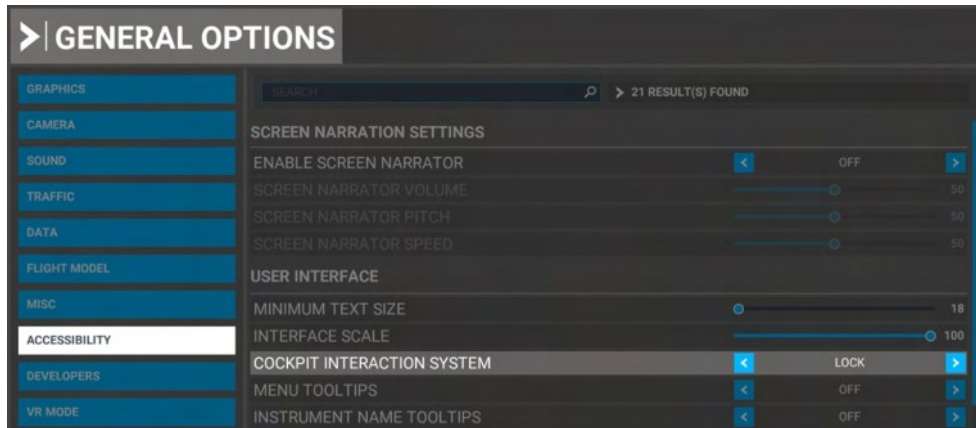 GENERAL OPTIONS
GRAPHICS
CAMERA
SOUND
TRAFFIC
DATA
FLIGHT MODEL
MISC
ACCESSIBILITY
DEVELOPERS
VR MODE
SEARCH
21 RESULT(S) FOUND
SCREEN NARRATION SETTINGS
ENABLE SCREEN NARRATOR OFF
SCREEN NARRATOR VOLUME 50
SCREEN NARRATOR PITCH 50
SCREEN NARRATOR SPEED 50
USER INTERFACE
MINIMUM TEXT SIZE 18
INTERFACE SCALE 100
COCKPIT INTERACTION SYSTEM LOCK
MENU TOOLTIPS OFF
INSTRUMENT NAME TOOLTIPS OFF